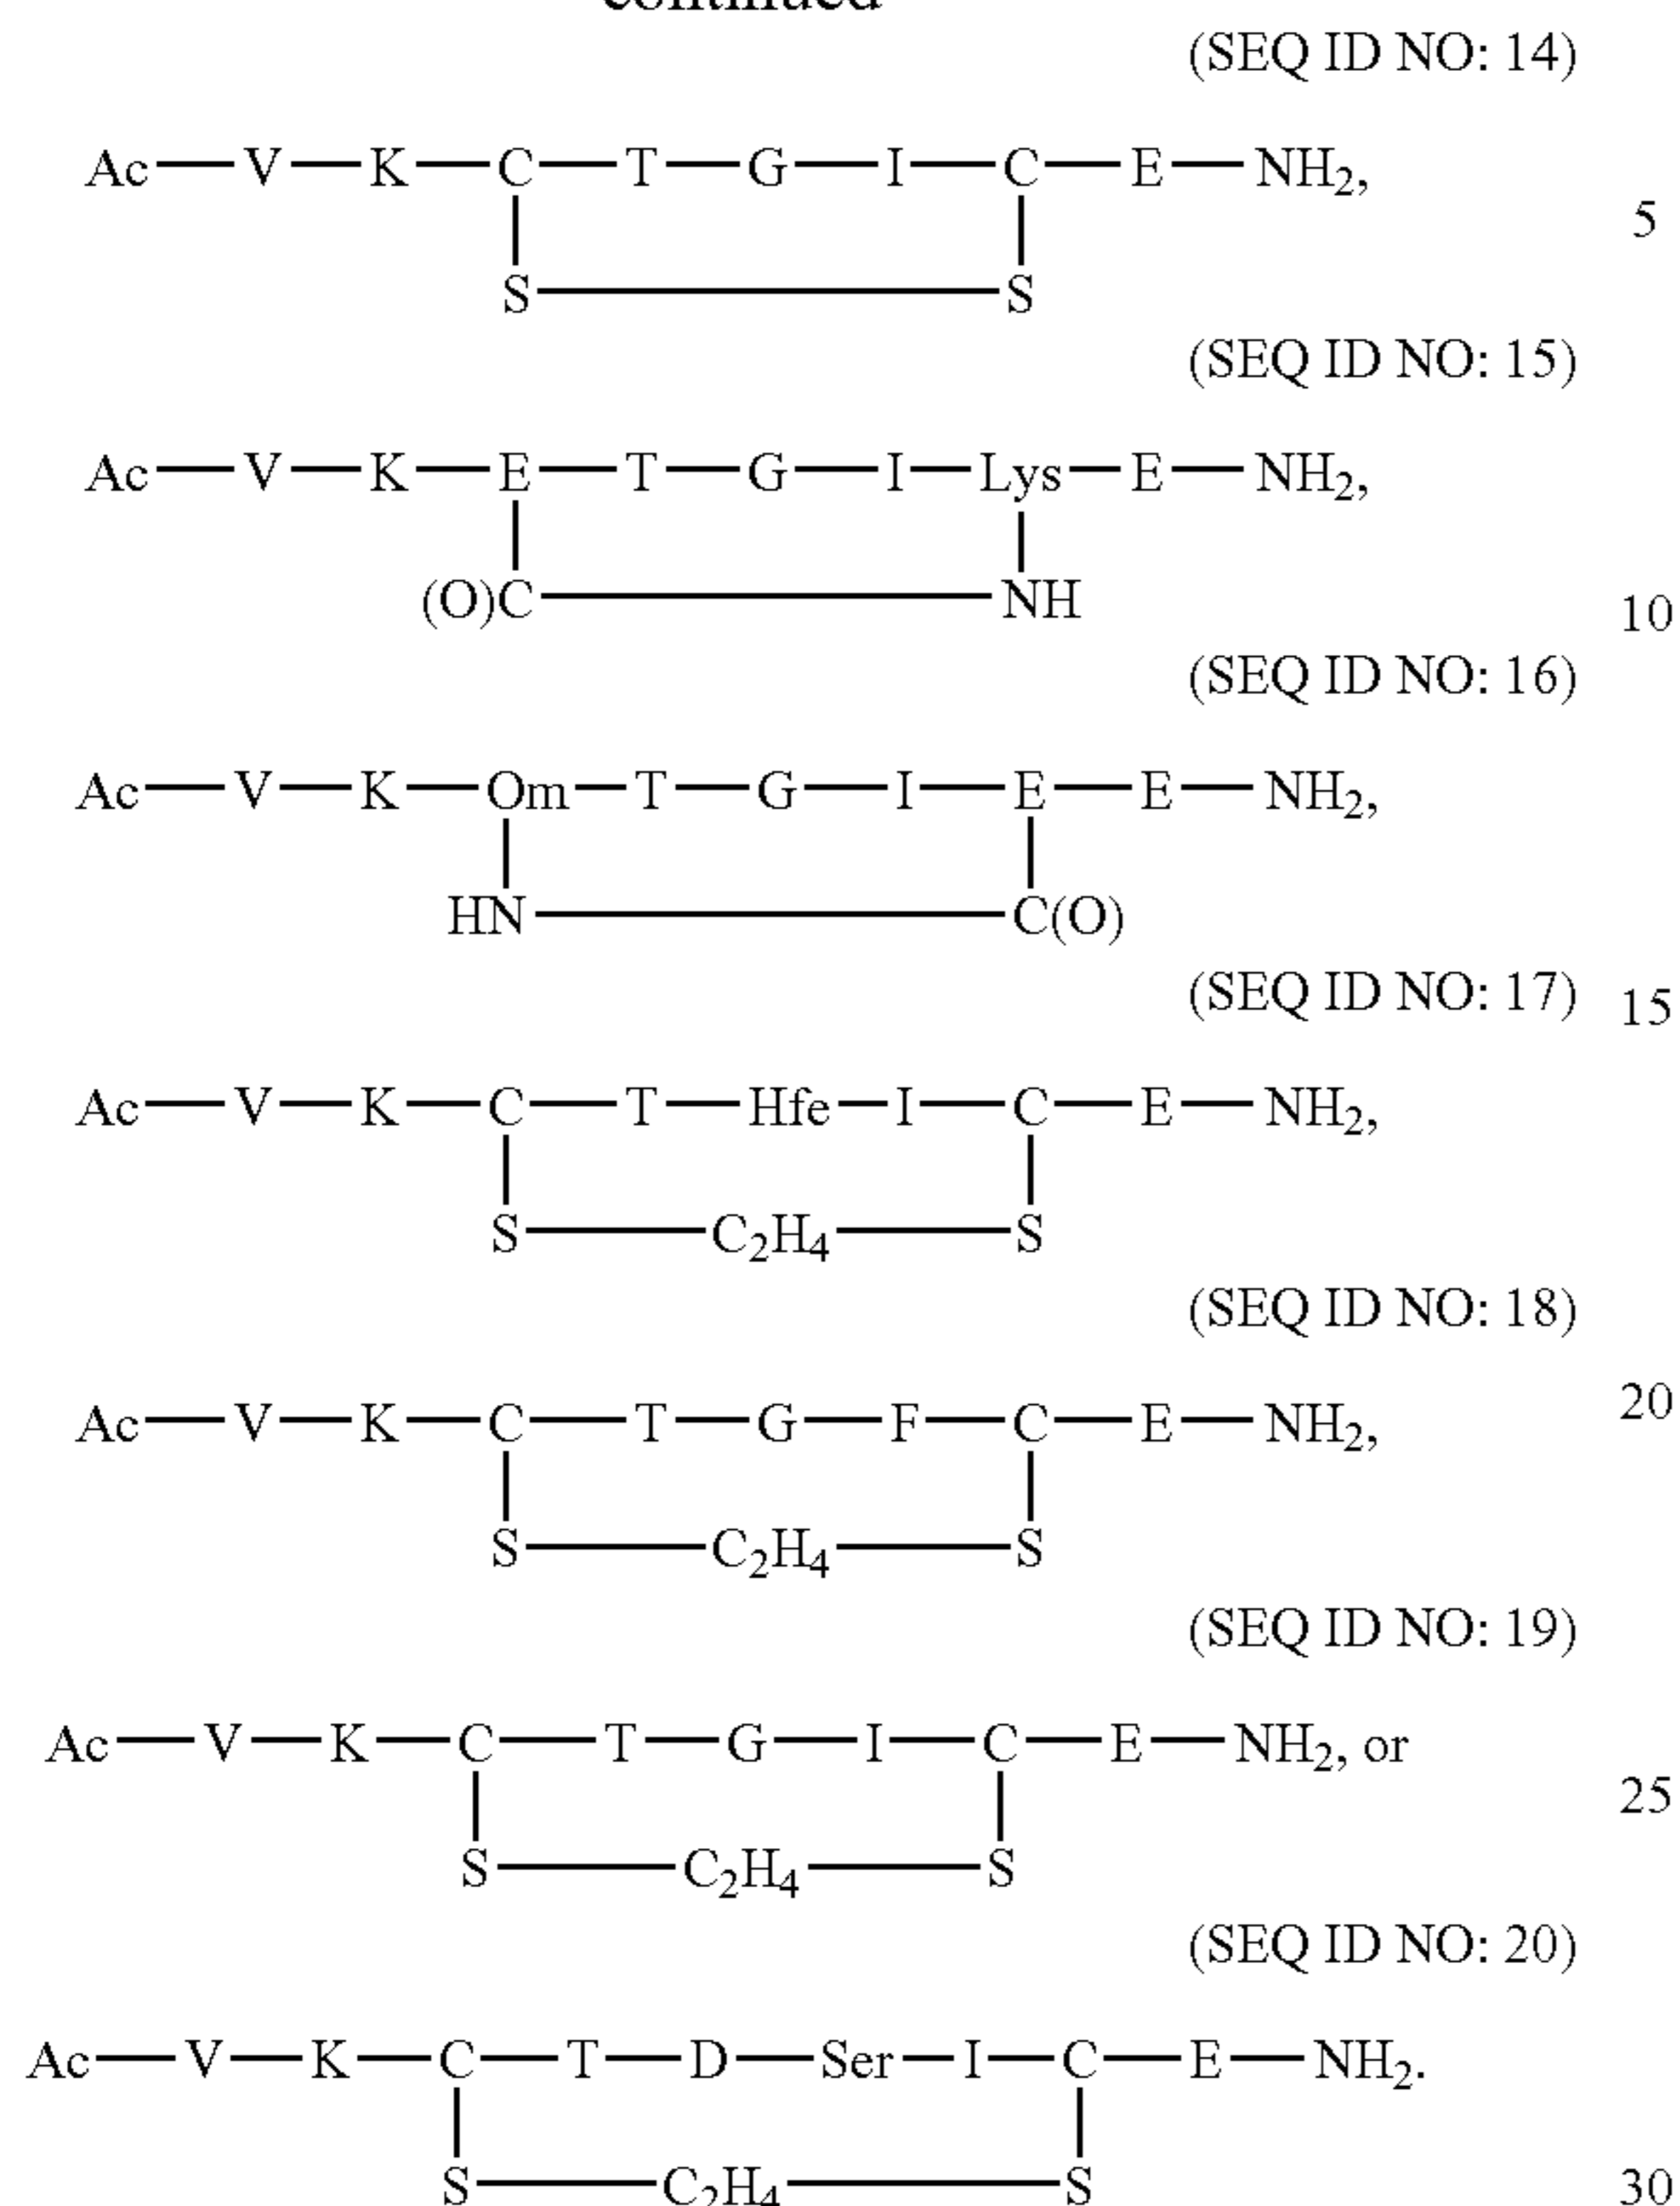 continued
(SEQ ID NO: 14)
Ac—V—K—C—T—G—I—C—E—NH₂,
5
S—S
(SEQ ID NO: 15)
Ac—V—K—E—T—G—I—Lys—E—NH₂,
(O)C—NH
10
(SEQ ID NO: 16)
Ac—V—K—Om—T—G—I—E—E—NH₂,
HN—C(O)
(SEQ ID NO: 17)
15
Ac—V—K—C—T—Hfe—I—C—E—NH₂,
S—C₂H₄—S
(SEQ ID NO: 18)
20
Ac—V—K—C—T—G—F—C—E—NH₂,
S—C₂H₄—S
(SEQ ID NO: 19)
Ac—V—K—C—T—G—I—C—E—NH₂, or
25
S—C₂H₄—S
(SEQ ID NO: 20)
Ac—V—K—C—T—D—Ser—I—C—E—NH₂.
S—C₂H₄—S
30